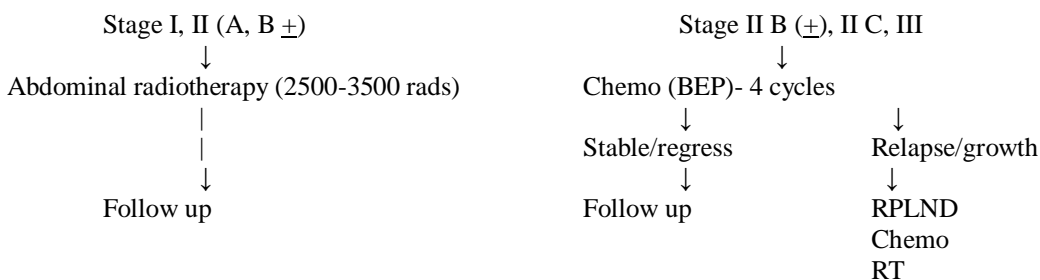 Stage I, II (A, B +)
Stage II B (+), II C, III
Abdominal radiotherapy (2500-3500 rads)
Chemo (BEP)- 4 cycles
Stable/regress
Relapse/growth
Follow up
Follow up
RPLND
Chemo
RT